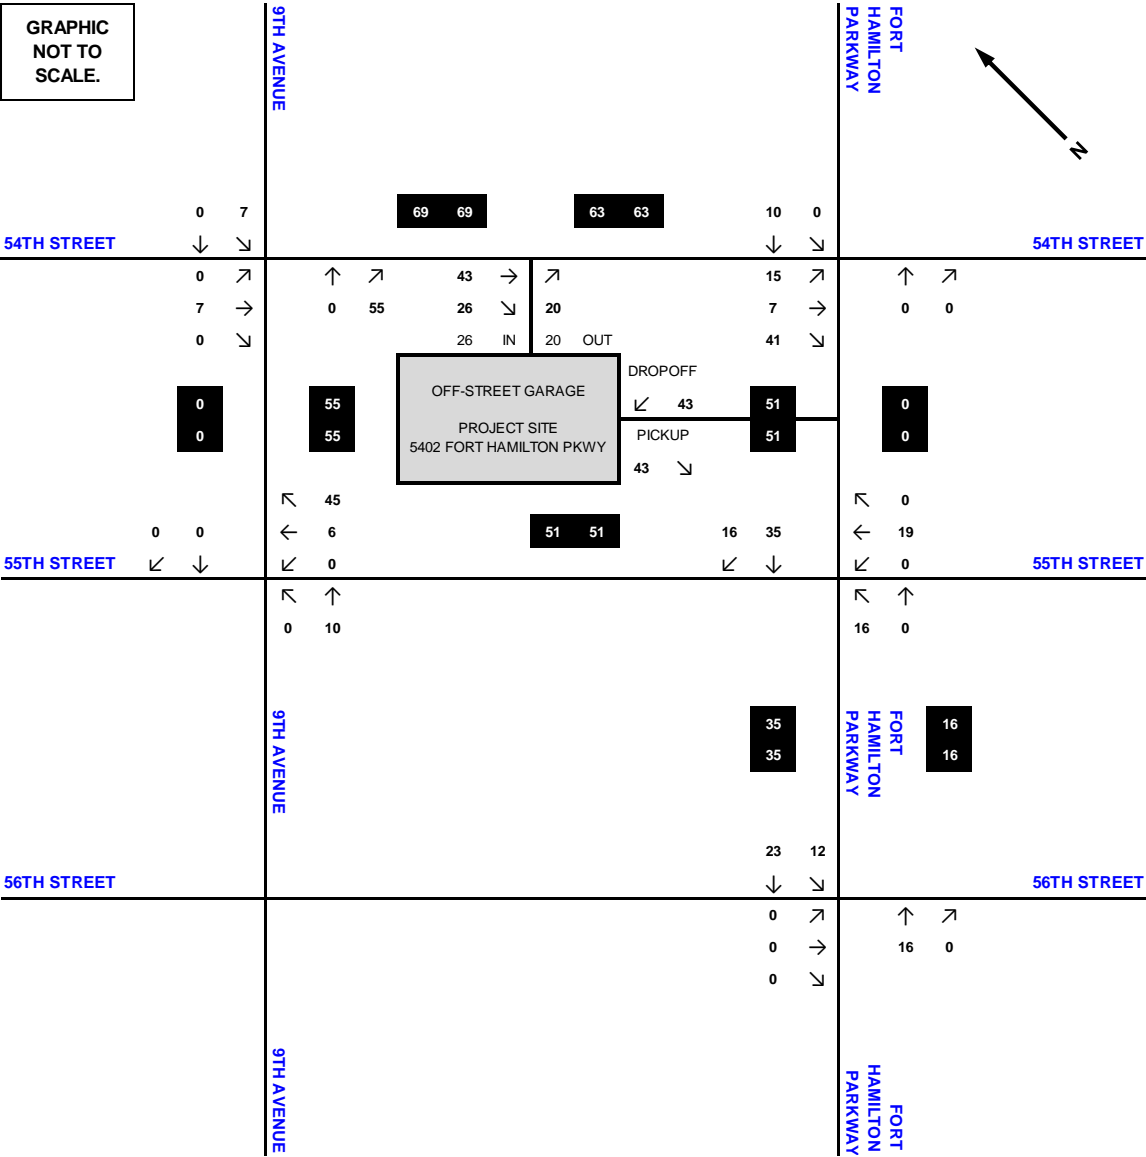 GRAPHIC
NOT TO
SCALE.
9TH AVENUE
FORT
HAMILTON
PARKWAY
N
0 7 69 69 63 63 10 0
54TH STREET 54TH STREET
0 43 15
0 55
7 26 20 7 0 0
0 26 IN 20 OUT 41
DROPOFF
OFF-STREET GARAGE
0 55 43 51 0
PROJECT SITE
0 55 PICKUP 51 0
5402 FORT HAMILTON PKWY
43
45 0
0 0 6 51 51 16 35 19
55TH STREET 0 0 55TH STREET
0 10 16 0
9TH AVENUE
FORT
HAMILTON
PARKWAY
35 16
35 16
23 12
56TH STREET 56TH STREET
0
0 16 0
0
9TH AVENUE
FORT
HAMILTON
PARKWAY